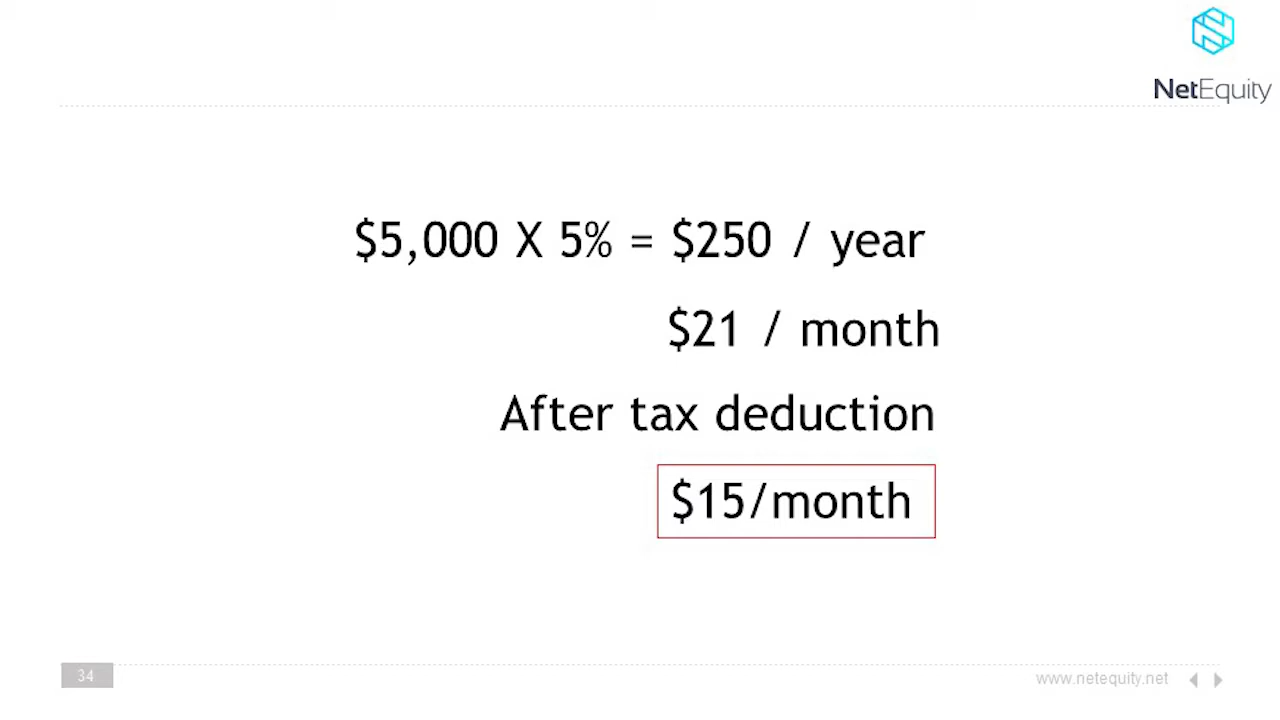 NetEquity
$5,000 X 5% = $250 / year
$21 / month
After tax deduction
$15/month
34
www.netequity.net